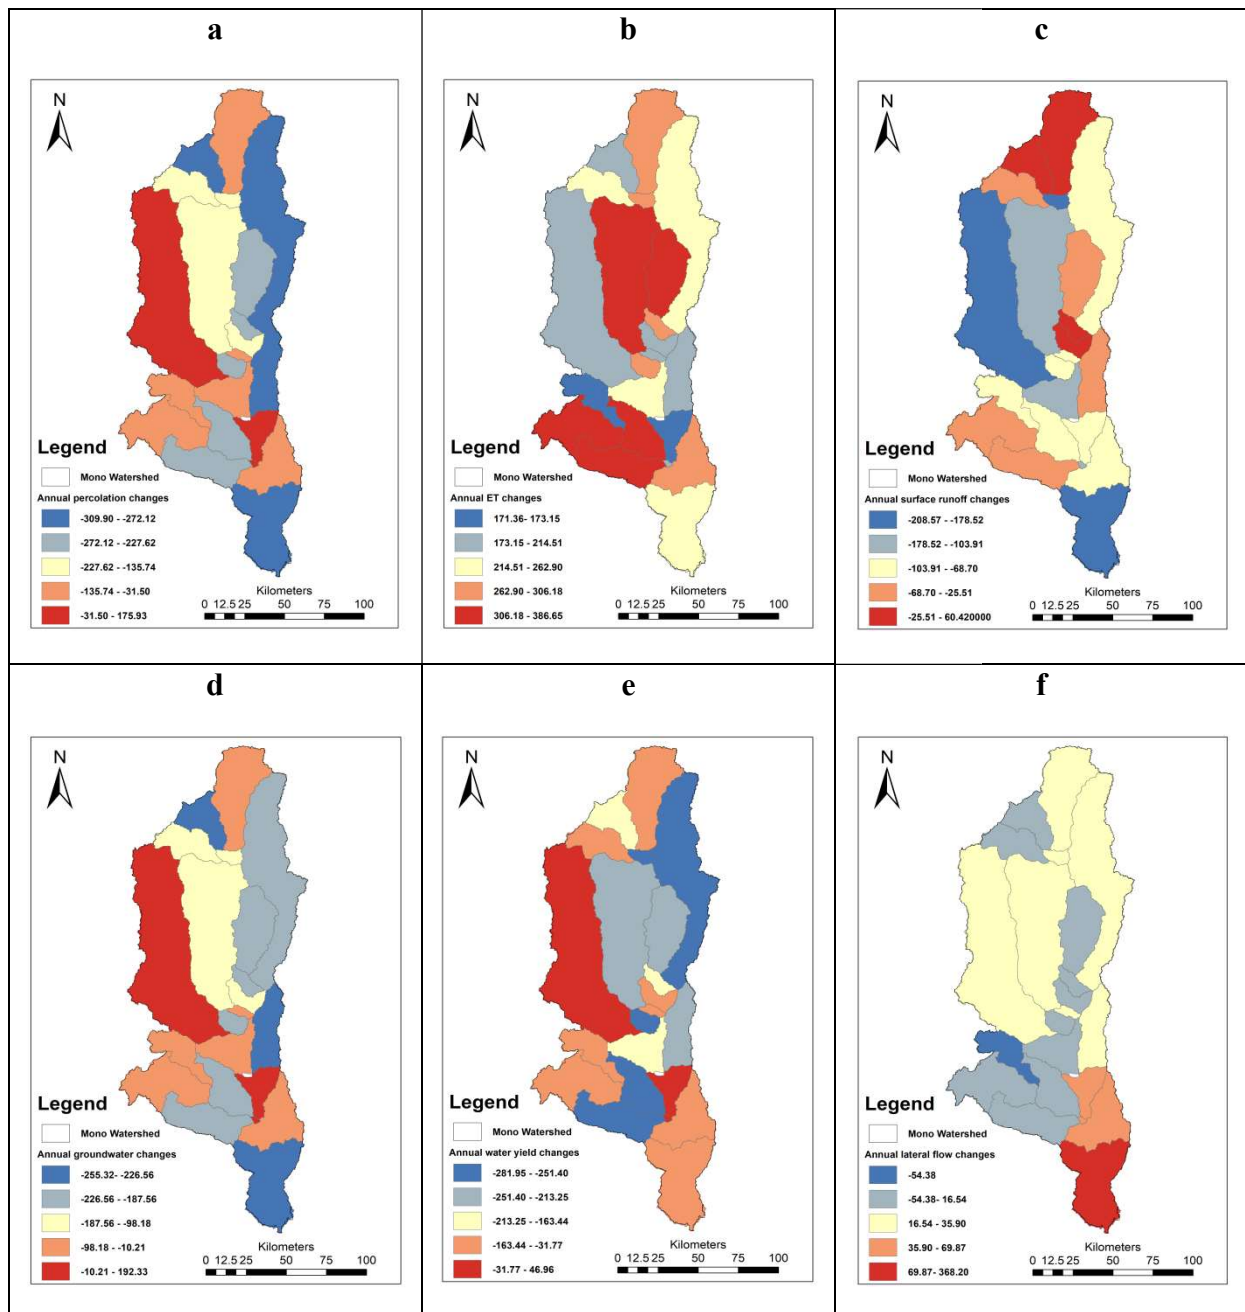 a
N
Legend
Mono Watershed
Annual percolation changes
-309.90 - -272.12
-272.12 - -227.62
-227.62 - -135.74
-135.74 - -31.50
-31.50 - 175.93
Kilometers
0 12.5 25 50 75 100
b
N
Legend
Mono Watershed
Annual ET changes
171.36- 173.15
173.15 - 214.51
214.51 - 262.90
262.90 - 306.18
306.18 - 386.65
Kilometers
0 12.5 25 50 75 100
c
N
Legend
Mono Watershed
Annual surface runoff changes
-208.57 - -178.52
-178.52 - -103.91
-103.91 - -68.70
-68.70 - -25.51
-25.51 - 60.420000
Kilometers
0 12.5 25 50 75 100
d
N
Legend
Mono Watershed
Annual groundwater changes
-255.32- -226.56
-226.56 - -187.56
-187.56 - -98.18
-98.18 - -10.21
-10.21 - 192.33
Kilometers
0 12.5 25 50 75 100
e
N
Legend
Mono Watershed
Annual water yield changes
-281.95 - -251.40
-251.40 - -213.25
-213.25 - -163.44
-163.44 - -31.77
-31.77 - 46.96
Kilometers
0 12.5 25 50 75 100
f
N
Legend
Mono Watershed
Annual lateral flow changes
-54.38
-54.38- 16.54
16.54 - 35.90
35.90 - 69.87
69.87- 368.20
Kilometers
0 12.5 25 50 75 100